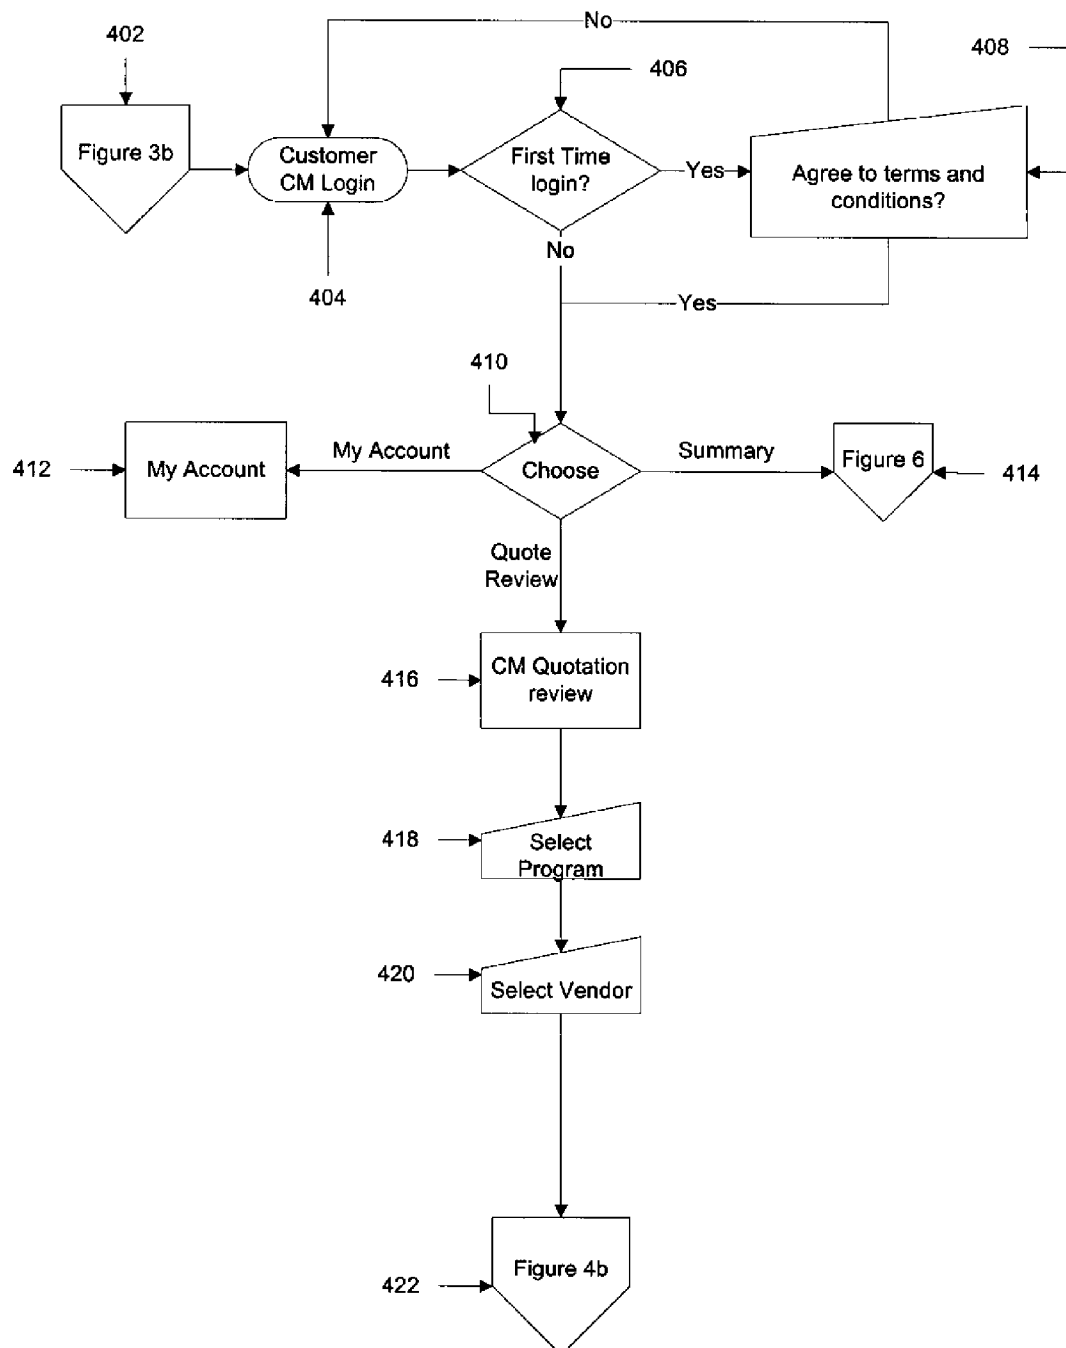 No
402
408
406
Figure 3b
Customer
CM Login
First Time
login?
Yes
Agree to terms and
conditions?
No
404
Yes
410
My Account
Summary
412
My Account
Choose
Figure 6
414
Quote
Review
416
CM Quotation
review
418
Select
Program
420
Select Vendor
Figure 4b
422